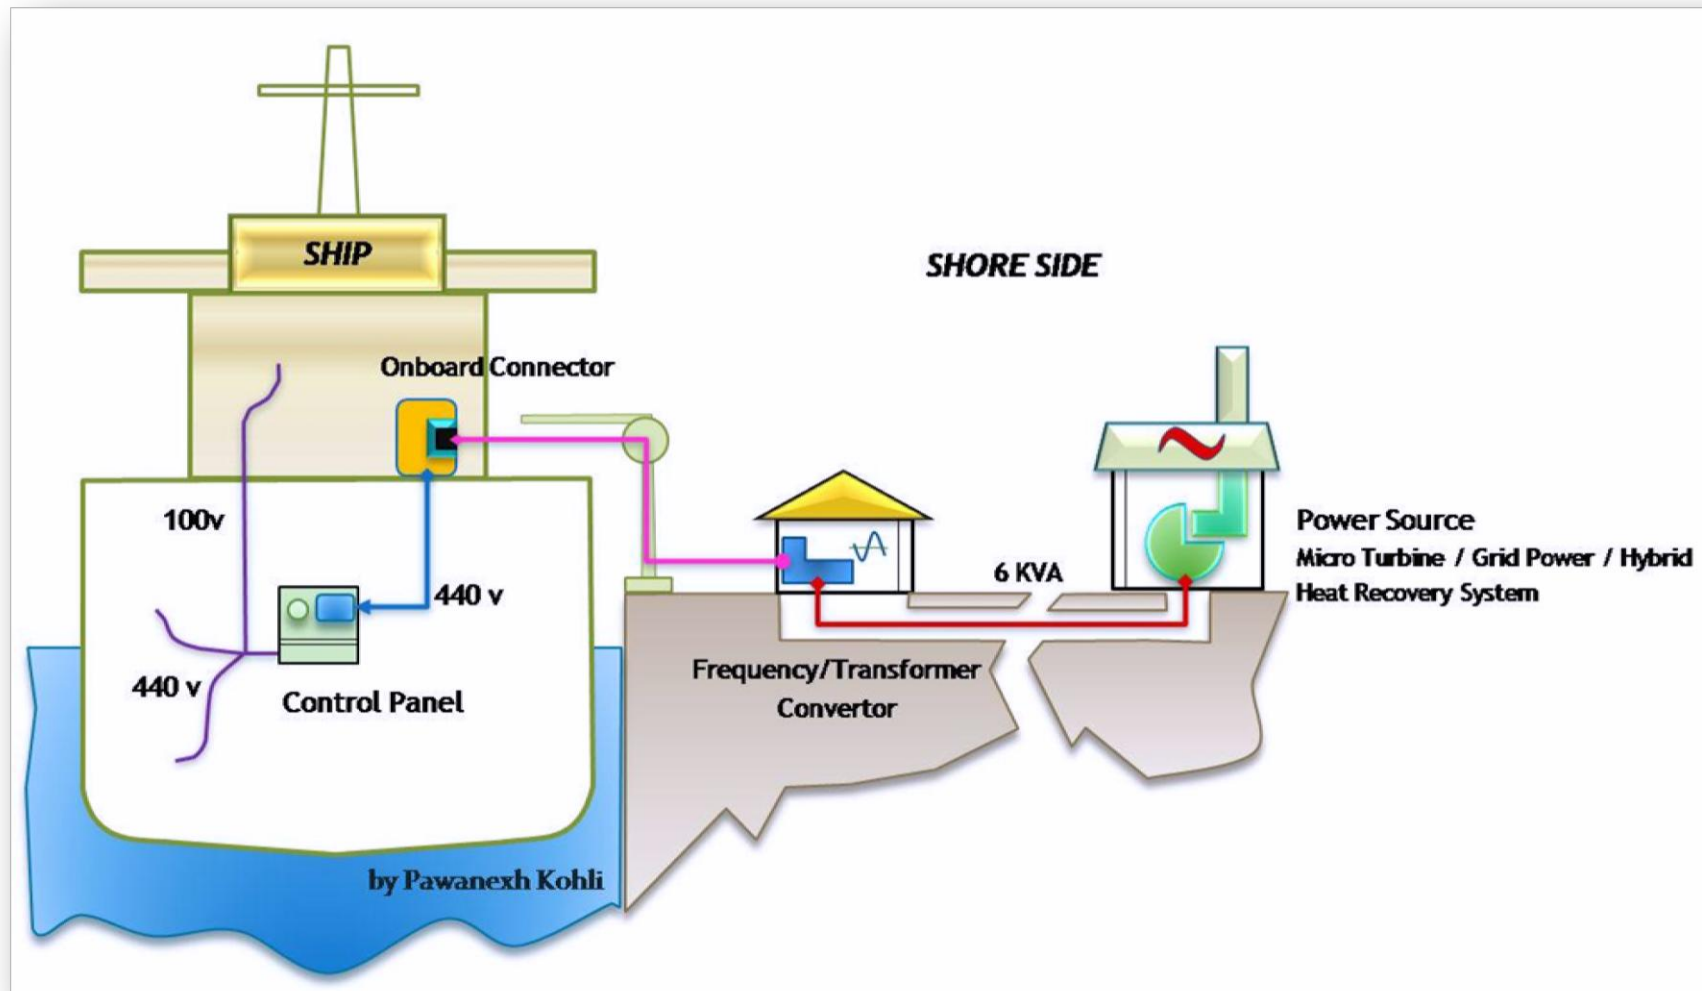 SHIP
SHORE SIDE
Onboard Connector
100v
440 v
440 v
Control Panel
6 KVA
Power Source
Micro Turbine / Grid Power / Hybrid
Heat Recovery System
Frequency/Transformer
Convertor
by Pawanexh Kohli